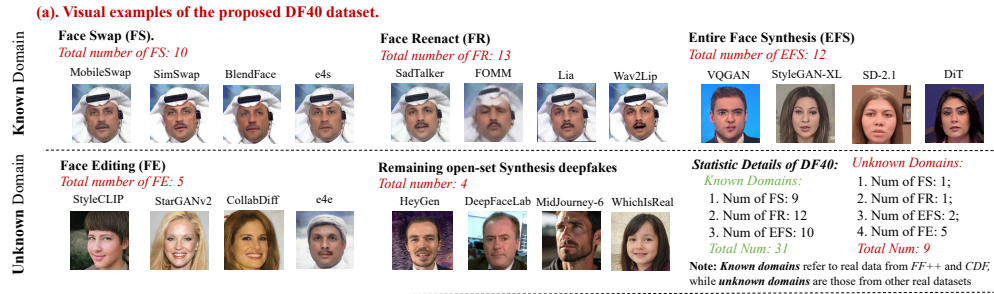 (a). Visual examples of the proposed DF40 dataset.
Known Domain
Face Swap (FS).
Total number of FS: 10
MobileSwap SimSwap BlendFace e4s
Face Reenact (FR)
Total number of FR: 13
SadTalker FOMM Lia Wav2Lip
Entire Face Synthesis (EFS)
Total number of EFS: 12
VQGAN StyleGAN-XL SD-2.1 DiT
Unknown Domain
Face Editing (FE)
Total number of FE: 5
StyleCLIP StarGANv2 CollabDiff e4e
Remaining open-set Synthesis deepfakes
Total number: 4
HeyGen DeepFaceLab MidJourney-6 WhichIsReal
Statistic Details of DF40:
Known Domains:
1. Num of FS: 9
2. Num of FR: 12
3. Num of EFS: 10
Total Num: 31
Unknown Domains:
1. Num of FS: 1;
2. Num of FR: 1;
3. Num of EFS: 2;
4. Num of FE: 5
Total Num: 9
Note: Known domains refer to real data from FF++ and CDF,
while unknown domains are those from other real datasets